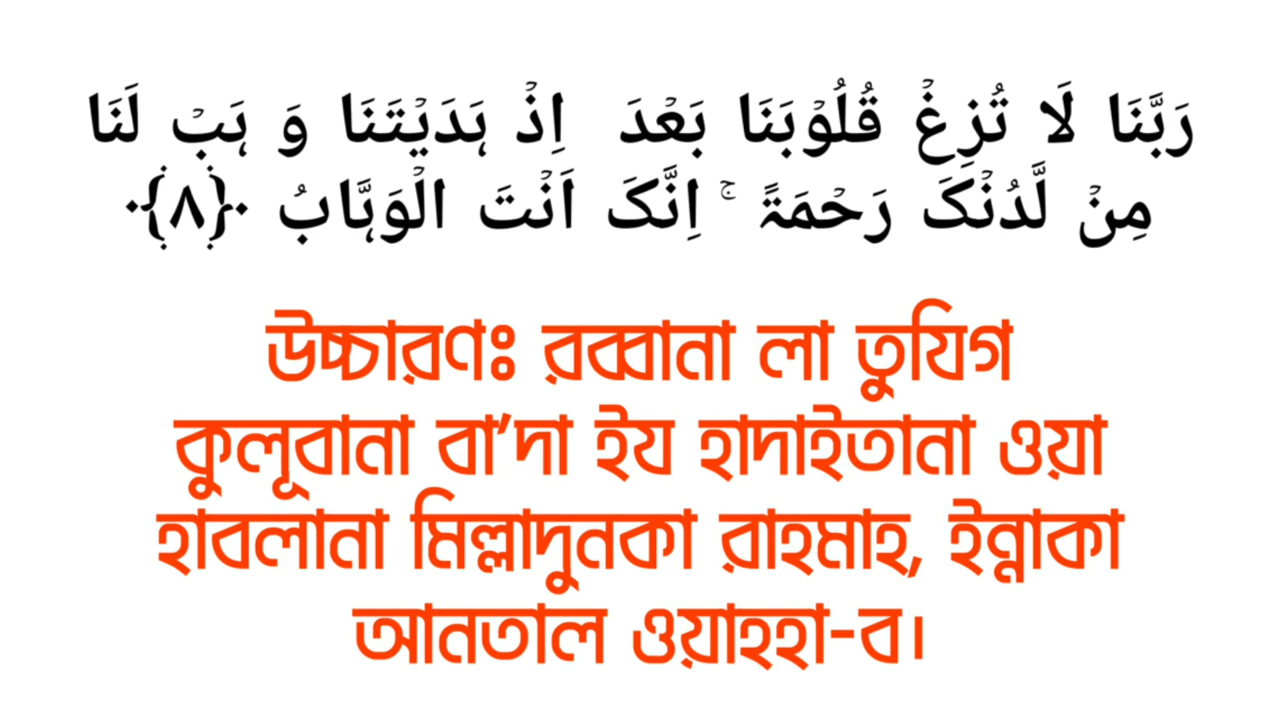 رَبَّنَا لَا تُزِغۡ قُلُوۡبَنَا بَعۡدَ اِذۡ ہَدَیۡتَنَا وَ ہَبۡ لَنَا
مِنۡ لَّدُنۡکَ رَحۡمَۃً ۚ اِنَّکَ اَنۡتَ الۡوَہَّابُ ﴿۸﴾
উচ্চারণঃ রব্বানা লা তুযিগ
কুলূবানা বা’দা ইয হাদাইতানা ওয়া
হাবলানা মিল্লাদুনকা রাহমাহ, ইন্নাকা
আনতাল ওয়াহহা-ব।